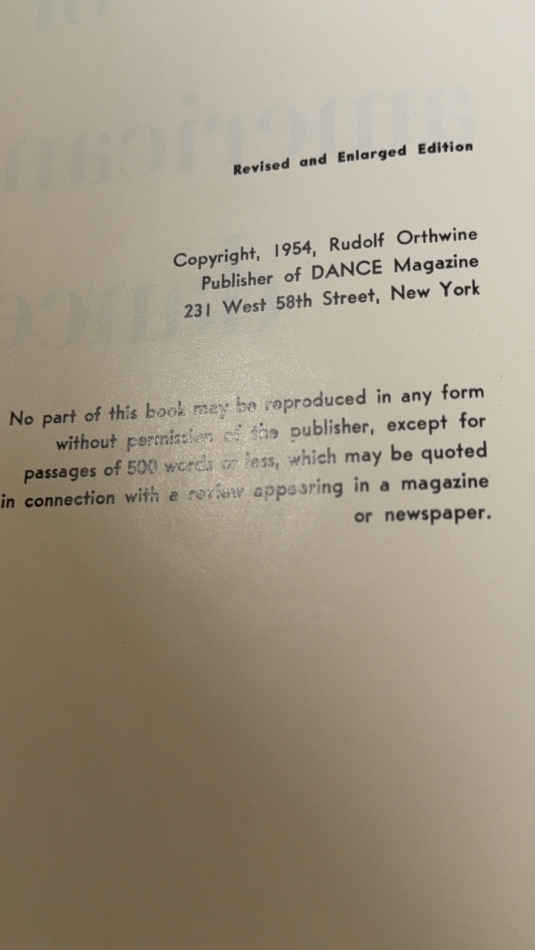 Revised and Enlarged Edition
Copyright, 1954, Rudolf Orthwine
Publisher of DANCE Magazine
231 West 58th Street, New York
No part of this book may be reproduced in any form
without permission of the publisher, except for
passages of 500 words or less, which may be quoted
in connection with a review appearing in a magazine
or newspaper.